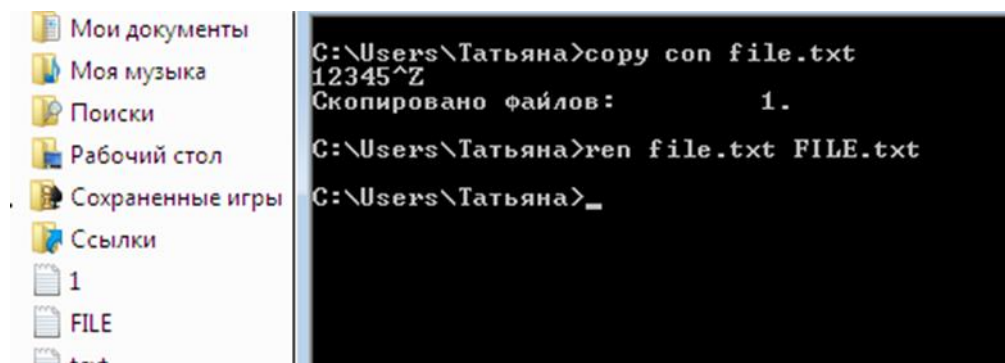 Мои документы
Моя музыка
Поиски
Рабочий стол
Сохраненные игры
Ссылки
1
FILE
C:\Users\Татьяна>copy con file.txt
12345^Z
Скопировано файлов:         1.
C:\Users\Татьяна>ren file.txt FILE.txt
C:\Users\Татьяна>_